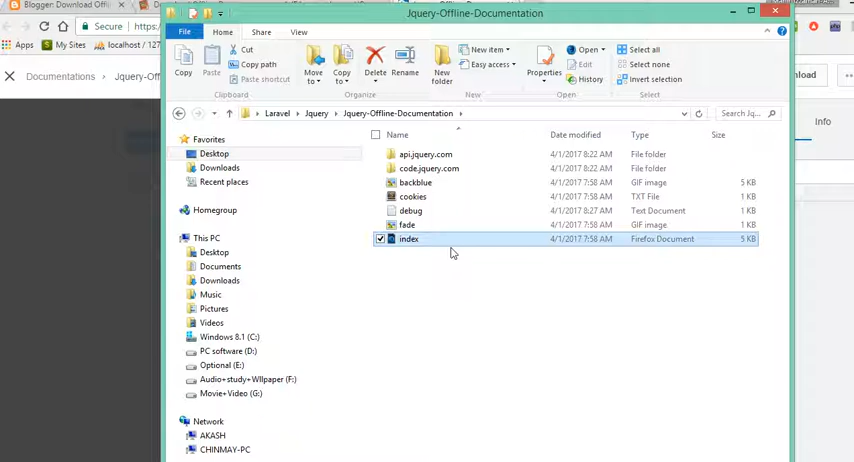 Blogger: Download Offl
Jquery-Offline-Documentation
Secure
https:/
File
Home
Share
View
Apps
My Sites
localhost / 127
Documentations
Jquery-Off
Copy
Paste
Cut
Copy path
Paste shortcut
Clipboard
Move to
Copy to
Delete
Rename
Organize
New folder
New item
Easy access
New
Properties
Open
Edit
History
Open
Select all
Select none
Invert selection
Select
nload
Info
Laravel
Jquery
Jquery-Offline-Documentation
Search Jq...
Favorites
Desktop
Downloads
Recent places
Homegroup
This PC
Desktop
Documents
Downloads
Music
Pictures
Videos
Windows 8.1 (C:)
PC software (D:)
Optional (E:)
Audio+study+WIlpaper (F:)
Movie+Video (G:)
Network
AKASH
CHINMAY-PC
Name Date modified Type Size
api.jquery.com 4/1/2017 8:22 AM File folder
code.jquery.com 4/1/2017 8:22 AM File folder
backblue 4/1/2017 7:58 AM GIF image 5 KB
cookies 4/1/2017 7:58 AM TXT File 1 KB
debug 4/1/2017 8:27 AM Text Document 1 KB
fade 4/1/2017 7:58 AM GIF image 1 KB
index 4/1/2017 7:58 AM Firefox Document 5 KB